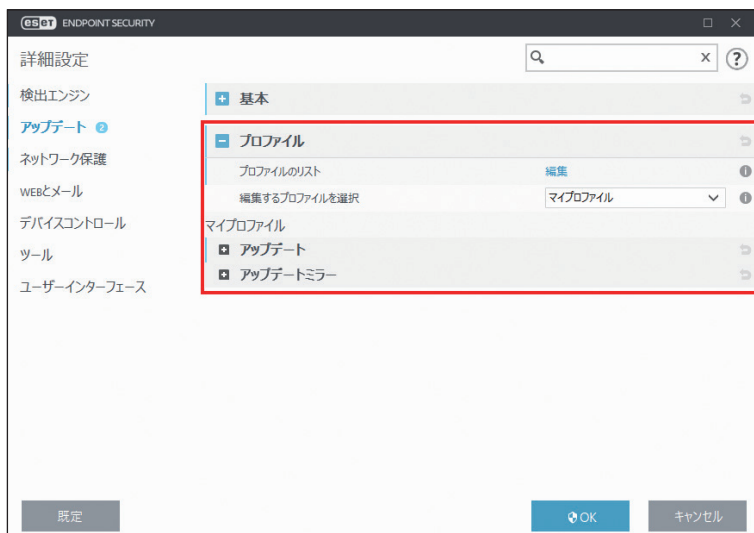 eset ENDPOINT SECURITY
詳細設定
検出エンジン
アップデート 2
ネットワーク保護
WEBとメール
デバイスコントロール
ツール
ユーザーインターフェース
基本
プロファイル
プロファイルのリスト 編集
編集するプロファイルを選択 マイプロファイル
マイプロファイル
アップデート
アップデートミラー
既定 OK キャンセル